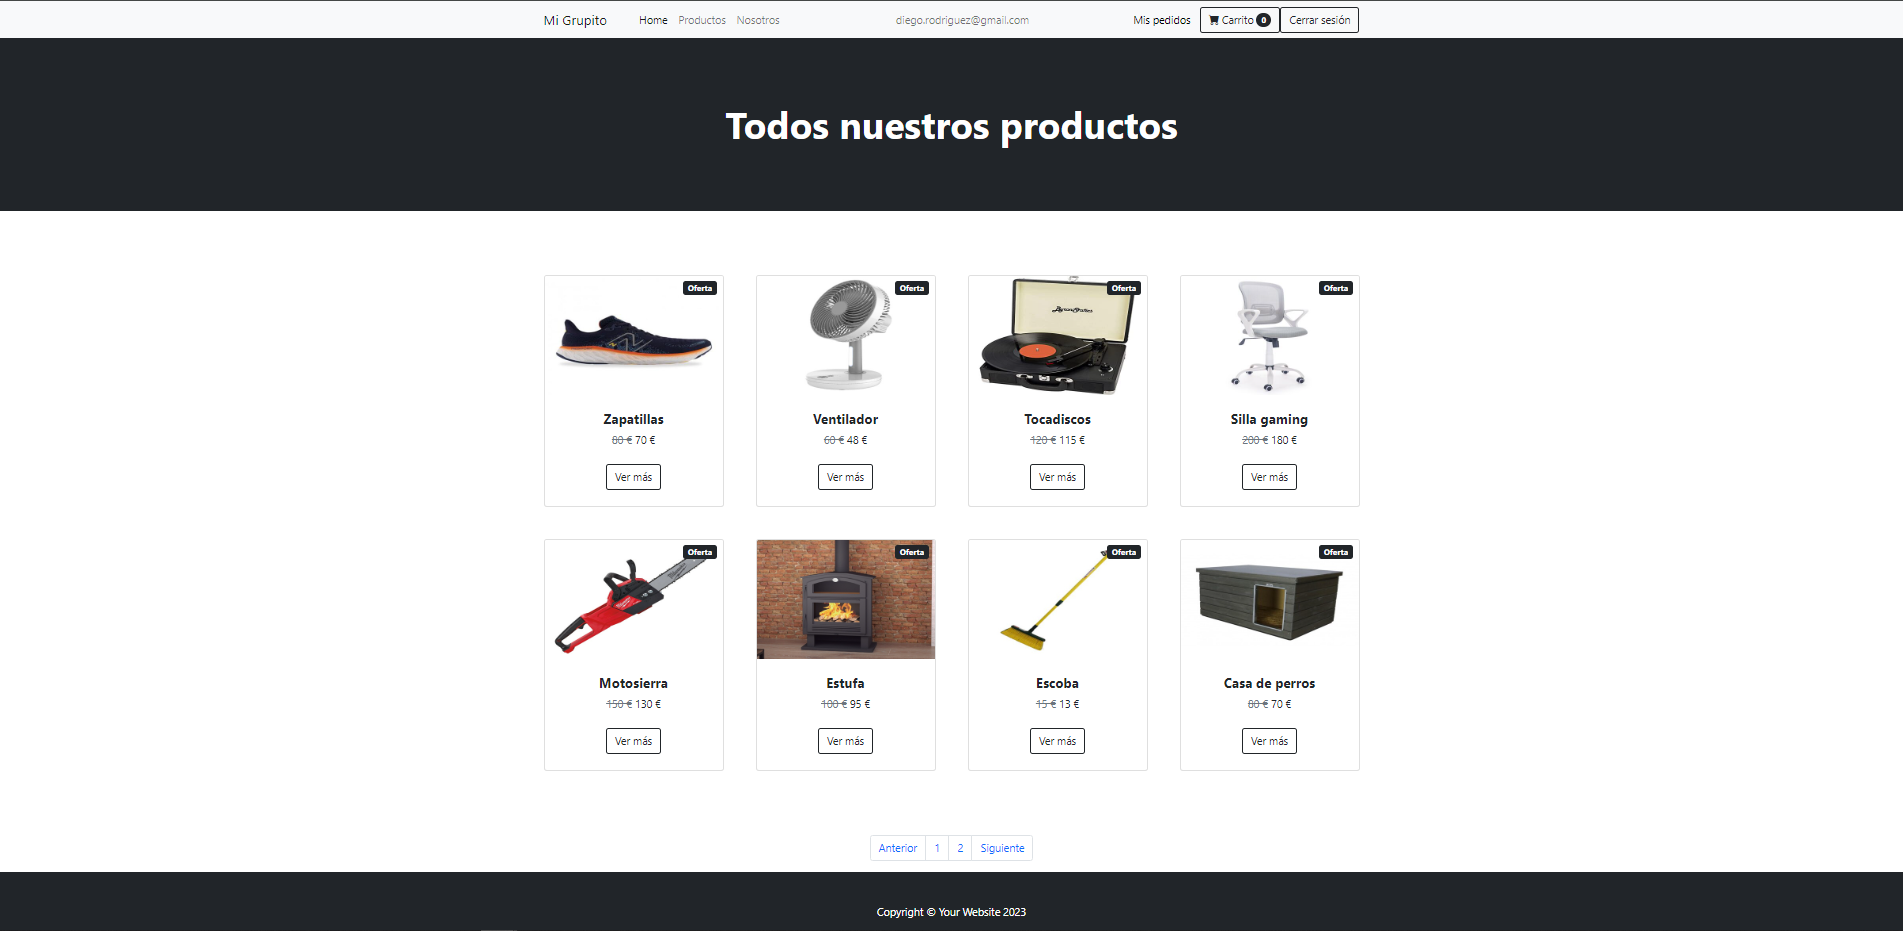 Mi Grupito Home Productos Nosotros diego.rodriguez@gmail.com Mis pedidos Carrito 0 Cerrar sesión
Todos nuestros productos
Oferta Oferta Oferta Oferta
Zapatillas Ventilador Tocadiscos Silla gaming
80 € 70 € 60 € 48 € 120 € 115 € 200 € 180 €
Ver más Ver más Ver más Ver más
Oferta Oferta Oferta Oferta
Motosierra Estufa Escoba Casa de perros
150 € 130 € 100 € 95 € 15 € 13 € 80 € 70 €
Ver más Ver más Ver más Ver más
Anterior 1 2 Siguiente
Copyright © Your Website 2023